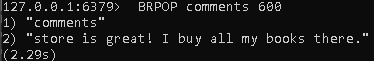 127.0.0.1:6379>  BRPOP comments 600
1) "comments"
2) "store is great! I buy all my books there."
(2.29s)